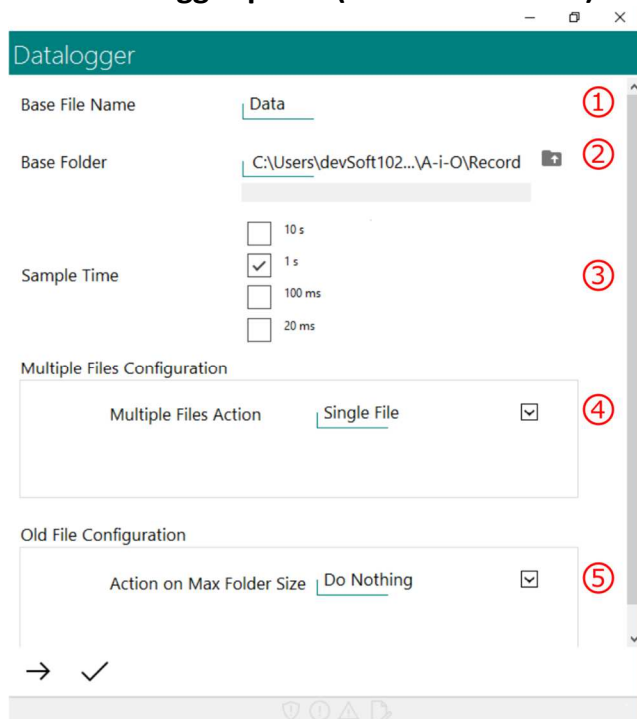 Datalogger
Base File Name Data ①
Base Folder C:\Users\devSoft102...\A-i-O\Record ②
10 s
1 s
Sample Time ③
100 ms
20 ms
Multiple Files Configuration
Multiple Files Action Single File ④
Old File Configuration
Action on Max Folder Size Do Nothing ⑤